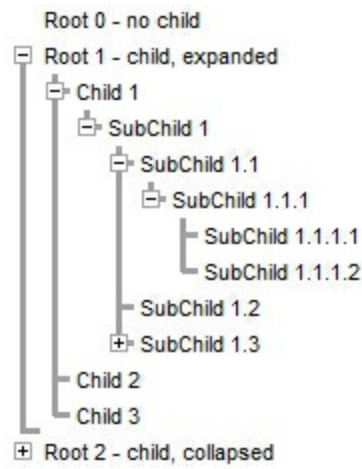 Root 0 - no child
Root 1 - child, expanded
Child 1
SubChild 1
SubChild 1.1
SubChild 1.1.1
SubChild 1.1.1.1
SubChild 1.1.1.2
SubChild 1.2
SubChild 1.3
Child 2
Child 3
Root 2 - child, collapsed